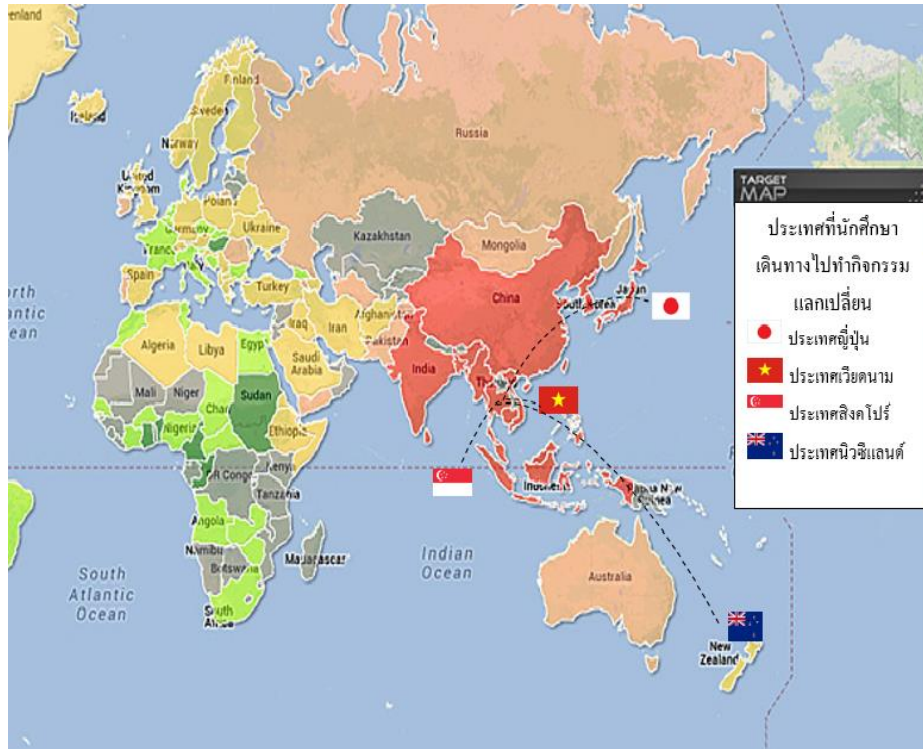 enland
Iceland
Finland
Sweden
Norway
Russia
United
Kingdom
Poland
Germany
Ukraine
France
Kazakhstan
Mongolia
Italy
Spain
Turkey
orth
antic
ean
China
South Korea
Japan
Iraq
Iran
Afghanistan
Pakistan
Algeria
Libya
Egypt
Saudi
Arabia
India
Th
Mali
Niger
Chad
Sudan
Nigeria
Ethiopia
DR Congo
Kenya
Tanzania
Indonesia
Papua New
Guinea
Angola
Namibia
Botswana
Madagascar
Indian
Ocean
South
Atlantic
Ocean
Australia
South
Africa
New
Zealand
TARGET
MAP
ประเทศที่นักศึกษา
เดินทางไปทำกิจกรรม
แลกเปลี่ยน
ประเทศญี่ปุ่น
ประเทศเวียดนาม
ประเทศสิงคโปร์
ประเทศนิวซีแลนด์